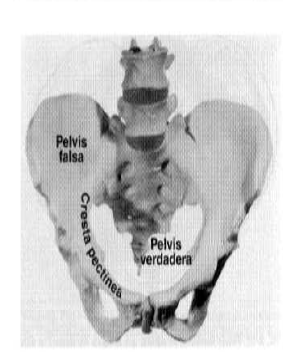 Pelvis
falsa
Cresta pectínea
Pelvis
verdadera